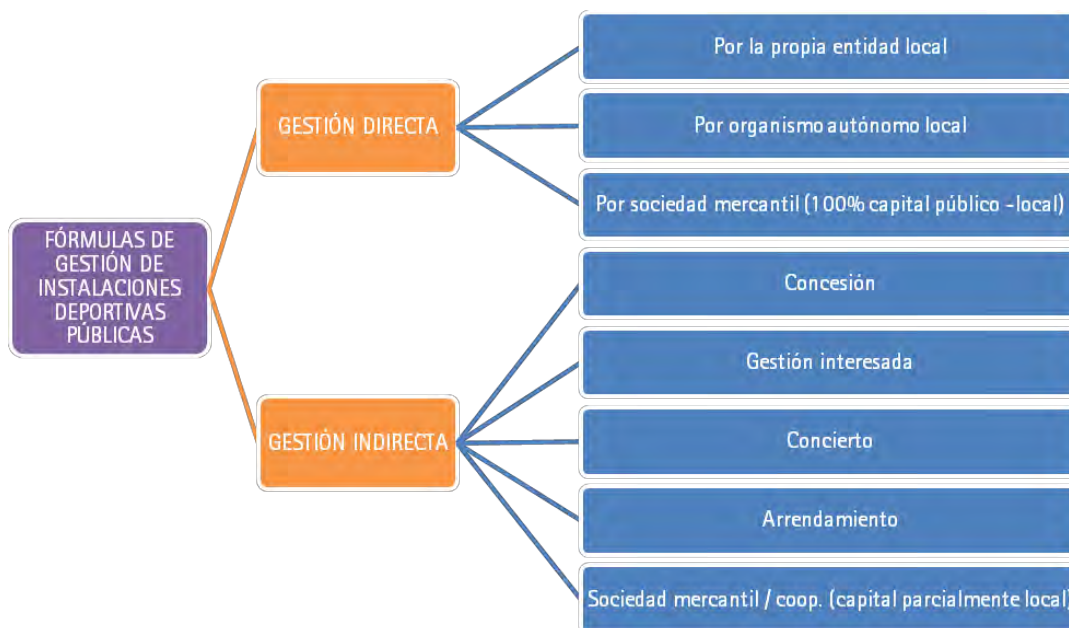 FÓRMULAS DE
GESTIÓN DE
INSTALACIONES
DEPORTIVAS
PÚBLICAS
GESTIÓN DIRECTA
Por la propia entidad local
Por organismo autónomo local
Por sociedad mercantil (100% capital público -local)
GESTIÓN INDIRECTA
Concesión
Gestión interesada
Concierto
Arrendamiento
Sociedad mercantil / coop. (capital parcialmente local)